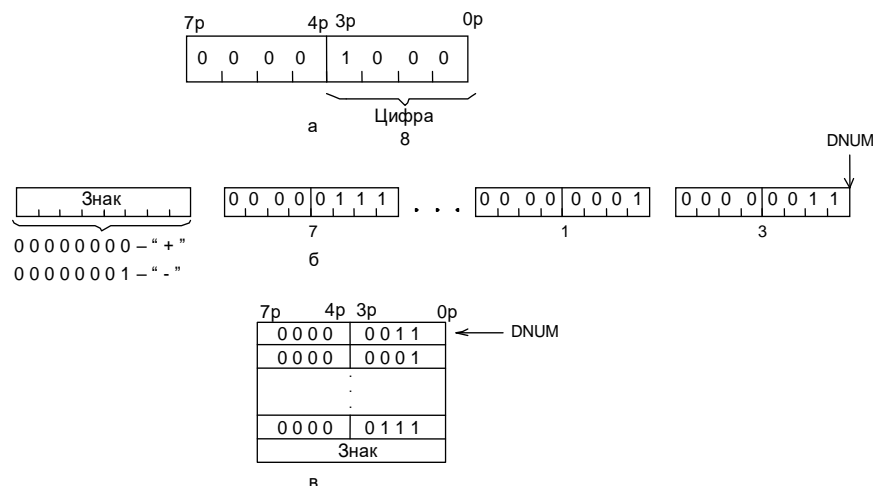 7р 4р 3р 0р
0 0 0 0 1 0 0 0
Цифра
а 8
DNUM
Знак 0 0 0 0 0 1 1 1 . . . 0 0 0 0 0 0 0 1 0 0 0 0 0 0 1 1
7 1 3
0 0 0 0 0 0 0 0 – “ + ”
б
0 0 0 0 0 0 0 1 – “ - ”
7р 4р 3р 0р
0 0 0 0 0 0 1 1 DNUM
0 0 0 0 0 0 0 1
.
.
.
0 0 0 0 0 1 1 1
Знак
в